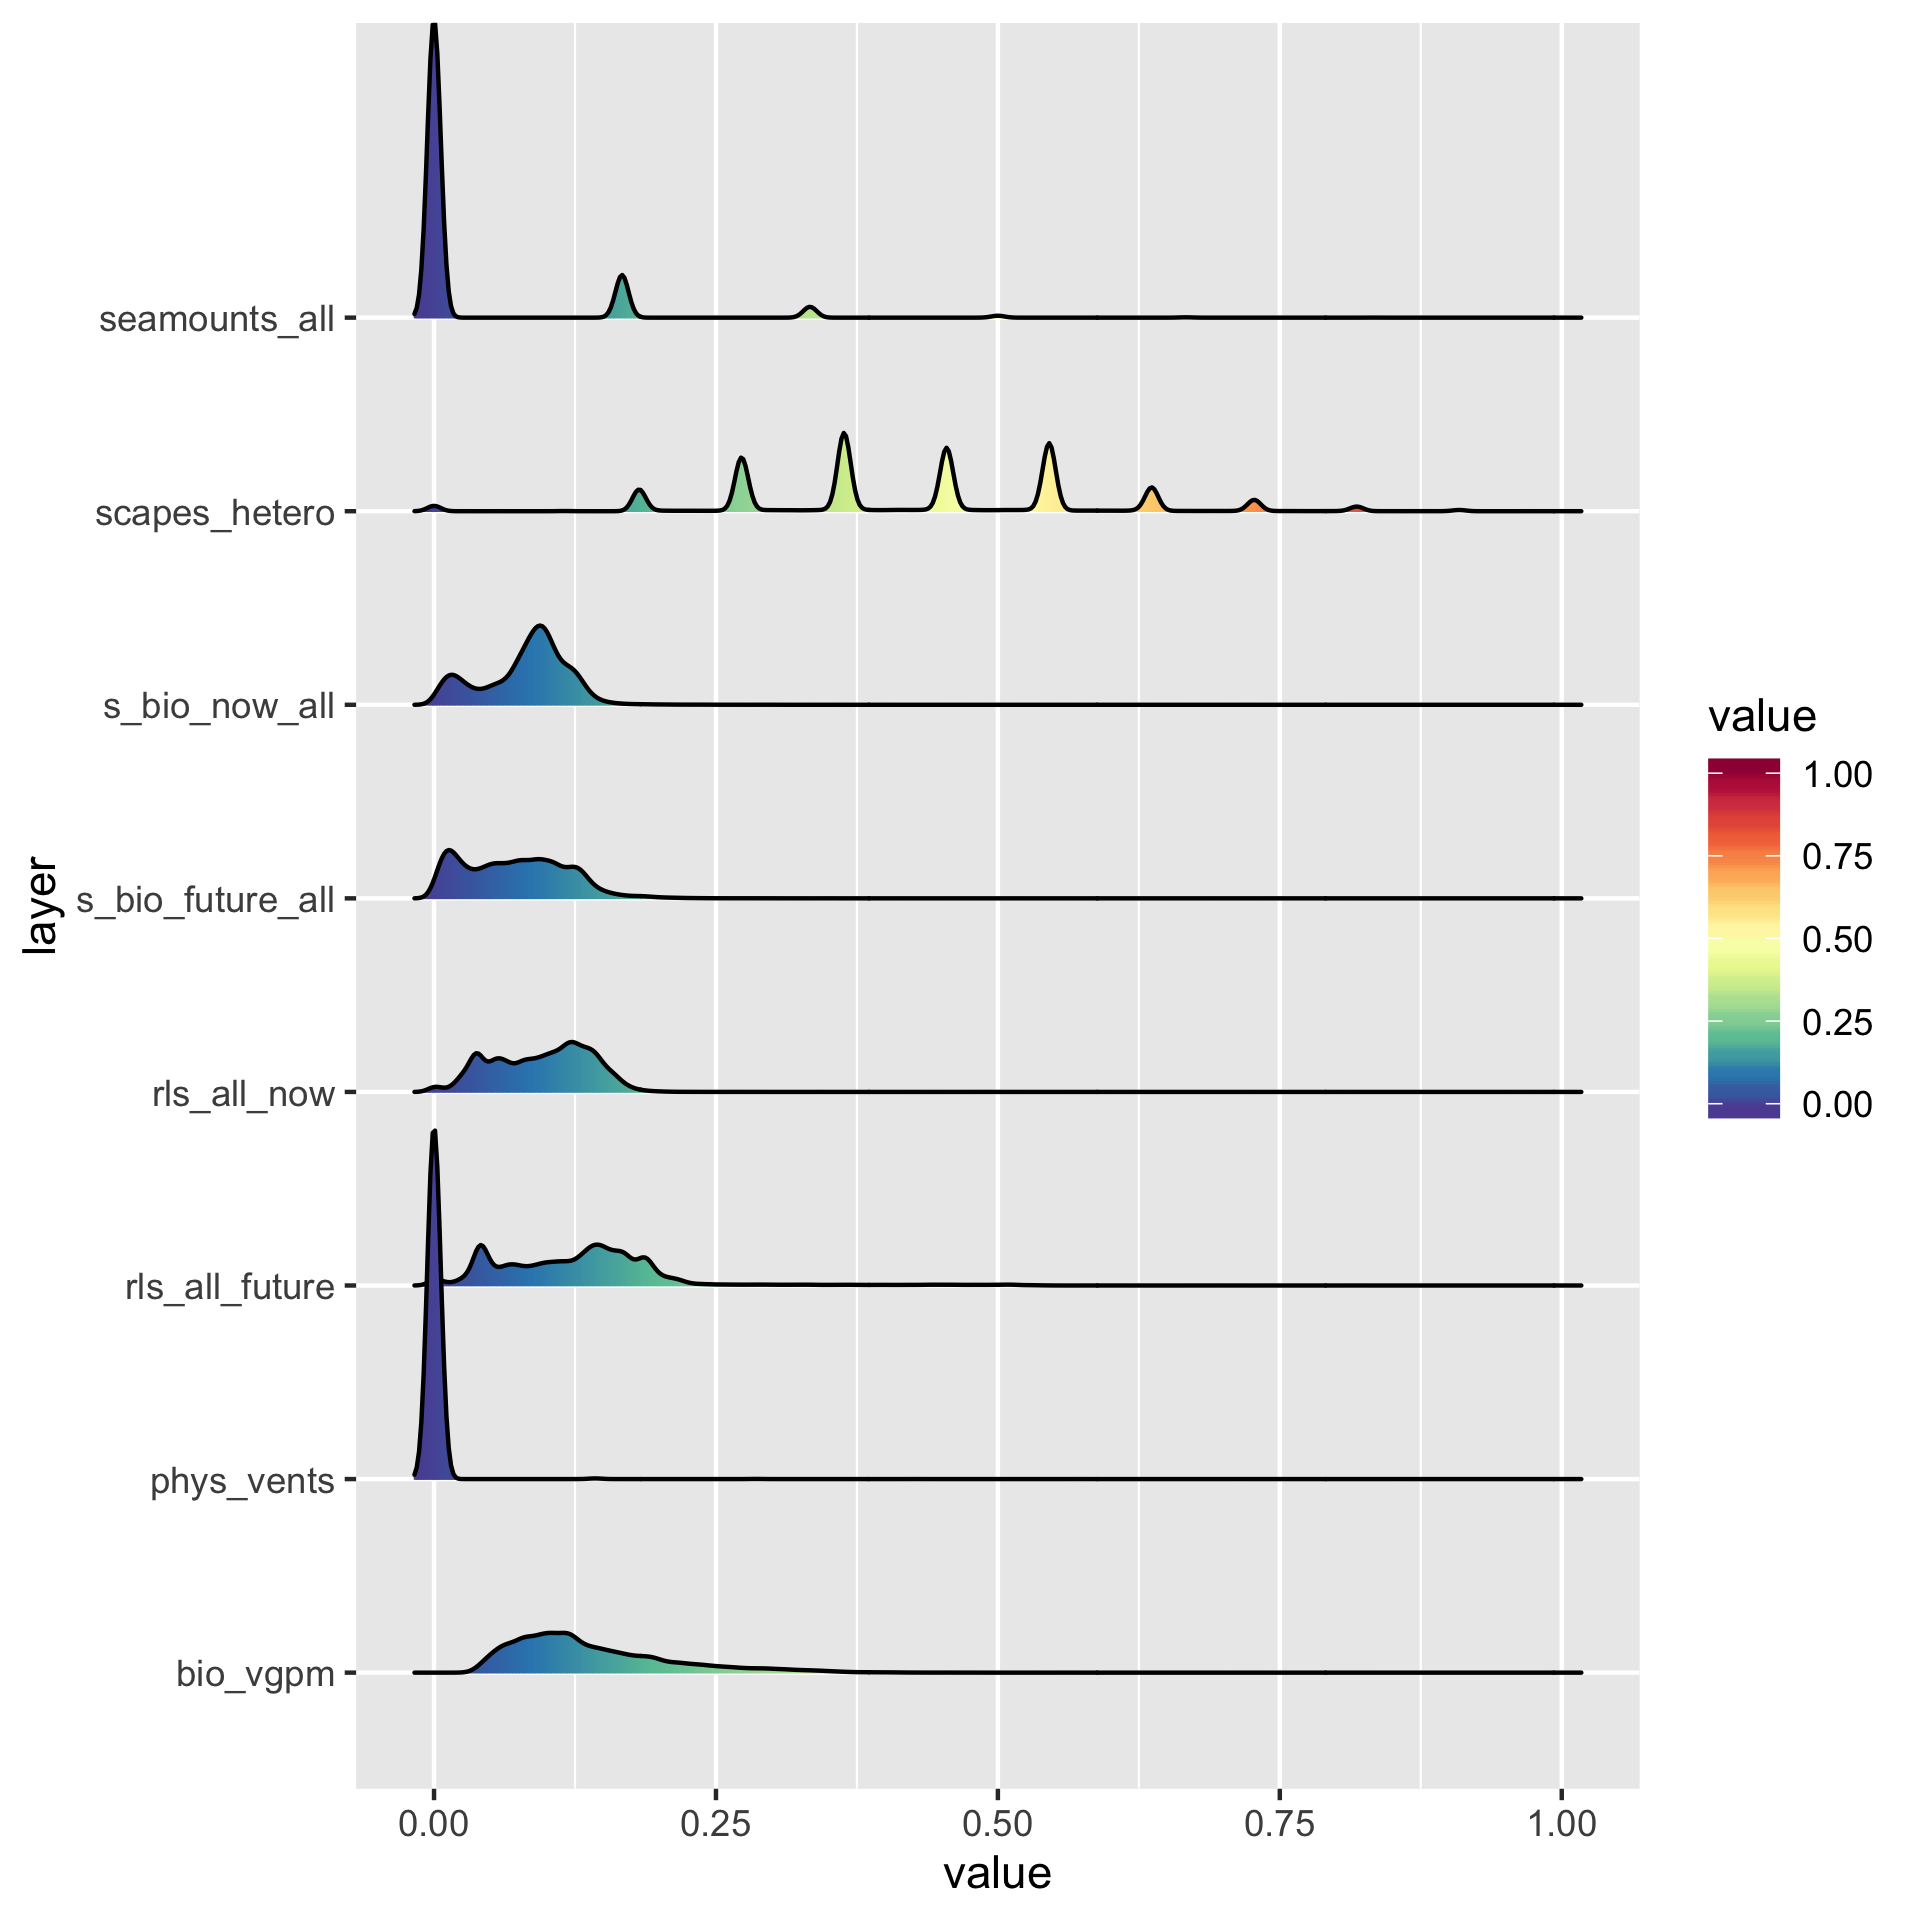 seamounts_all
scapes_hetero
s_bio_now_all
s_bio_future_all
rls_all_now
rls_all_future
phys_vents
bio_vgpm
layer
0.00 0.25 0.50 0.75 1.00
value
value
1.00
0.75
0.50
0.25
0.00